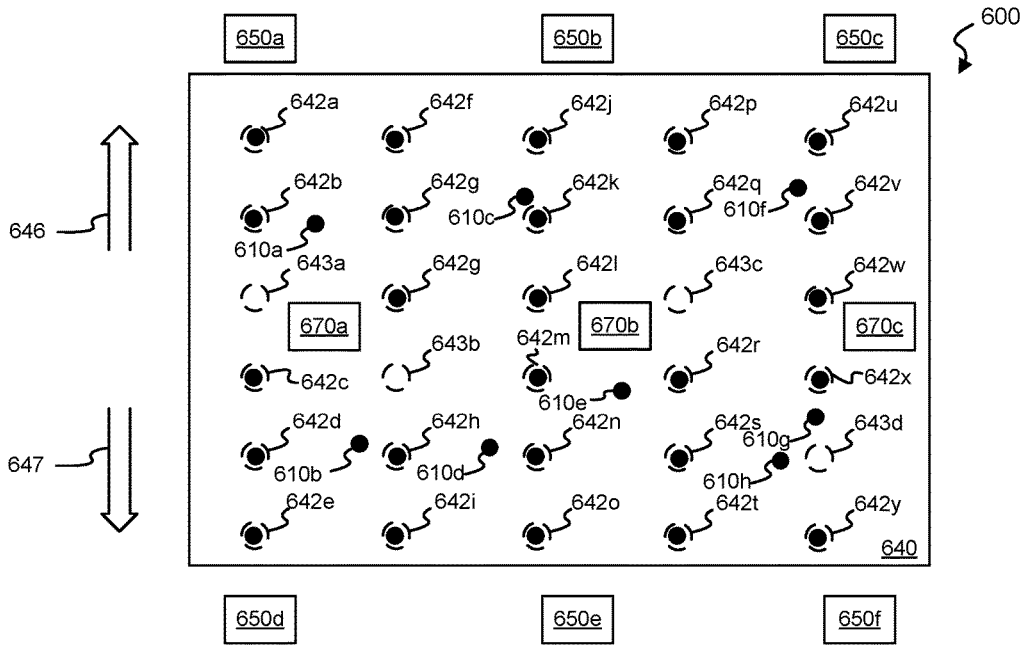 600
650a 650b 650c
642a 642f 642j 642p 642u
642b 642g 642k 642q 642v
610c 610f
646
610a
643a 642g 642l 643c 642w
670a 670b 670c
642m
643b 642r
642c 610e 642x
642d 642h 642n 642s 643d
610g
647
610b 610d 610h
642e 642i 642o 642t 642y
640
650d 650e 650f